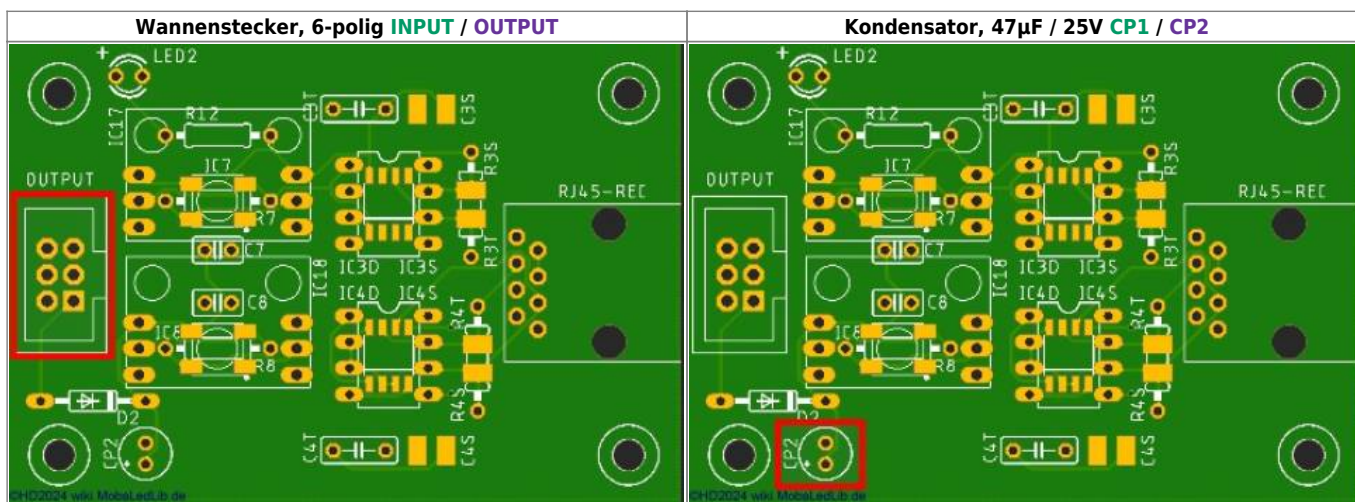 Wannenstecker, 6-polig INPUT / OUTPUT
Kondensator, 47µF / 25V CP1 / CP2
LED2
C3T
C3S
IC17
R12
R3S
IC7
OUTPUT
RJ45-REC
R7
R3T
C7
IC3D IC3S
IC18
IC4D IC4S
C8
R4T
IC8
R8
D2
R4S
CP2
C4T
C4S
©HD2024 wiki MobaLedLib.de
LED2
C3T
C3S
IC17
R12
R3S
IC7
OUTPUT
RJ45-REC
R7
R3T
C7
IC3D IC3S
IC18
IC4D IC4S
C8
R4T
IC8
R8
D2
R4S
CP2
C4T
C4S
©HD2024 wiki MobaLedLib.de